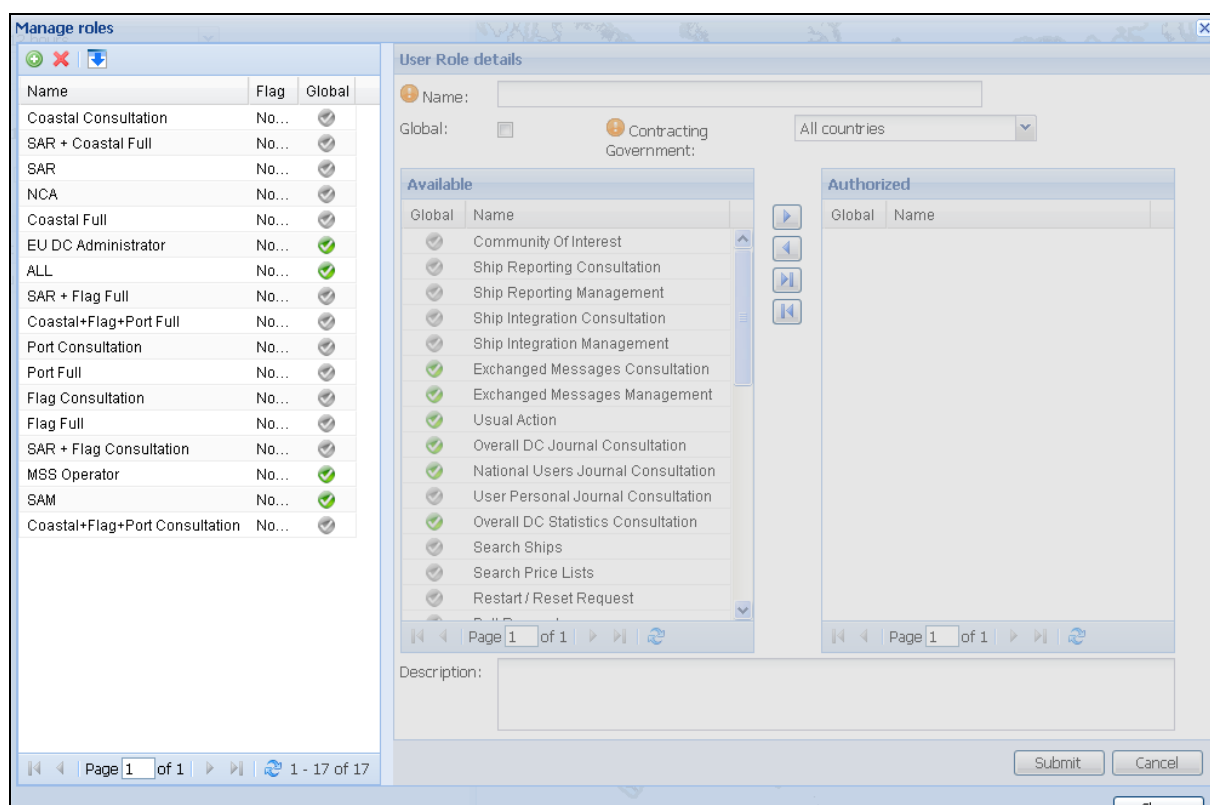 Manage roles
Name Flag Global
Coastal Consultation No...
SAR + Coastal Full No...
SAR No...
NCA No...
Coastal Full No...
EU DC Administrator No...
ALL No...
SAR + Flag Full No...
Coastal+Flag+Port Full No...
Port Consultation No...
Port Full No...
Flag Consultation No...
Flag Full No...
SAR + Flag Consultation No...
MSS Operator No...
SAM No...
Coastal+Flag+Port Consultation No...
Page 1 of 1 1 - 17 of 17
User Role details
Name:
Global: Contracting Government: All countries
Available
Global Name
Community Of Interest
Ship Reporting Consultation
Ship Reporting Management
Ship Integration Consultation
Ship Integration Management
Exchanged Messages Consultation
Exchanged Messages Management
Usual Action
Overall DC Journal Consultation
National Users Journal Consultation
User Personal Journal Consultation
Overall DC Statistics Consultation
Search Ships
Search Price Lists
Restart / Reset Request
Page 1 of 1
Authorized
Global Name
Page 1 of 1
Description:
Submit Cancel